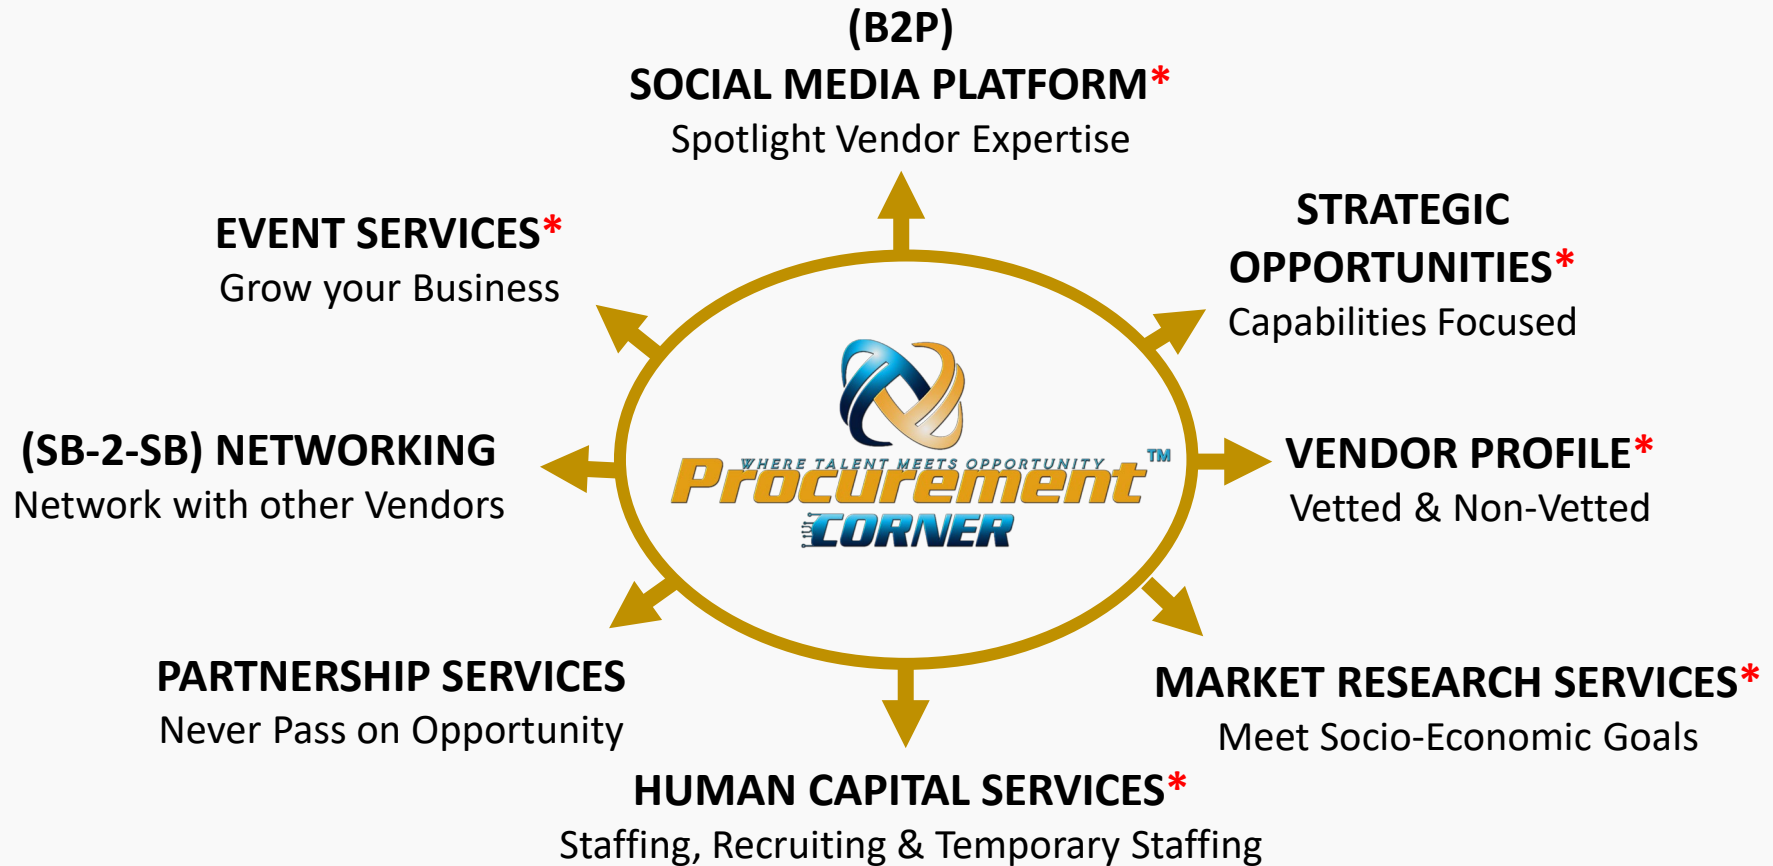 (B2P)
SOCIAL MEDIA PLATFORM*
Spotlight Vendor Expertise
STRATEGIC
OPPORTUNITIES*
Capabilities Focused
EVENT SERVICES*
Grow your Business
(SB-2-SB) NETWORKING
Network with other Vendors
WHERE TALENT MEETS OPPORTUNITY
Procurement™
CORNER
VENDOR PROFILE*
Vetted & Non-Vetted
PARTNERSHIP SERVICES
Never Pass on Opportunity
MARKET RESEARCH SERVICES*
Meet Socio-Economic Goals
HUMAN CAPITAL SERVICES*
Staffing, Recruiting & Temporary Staffing